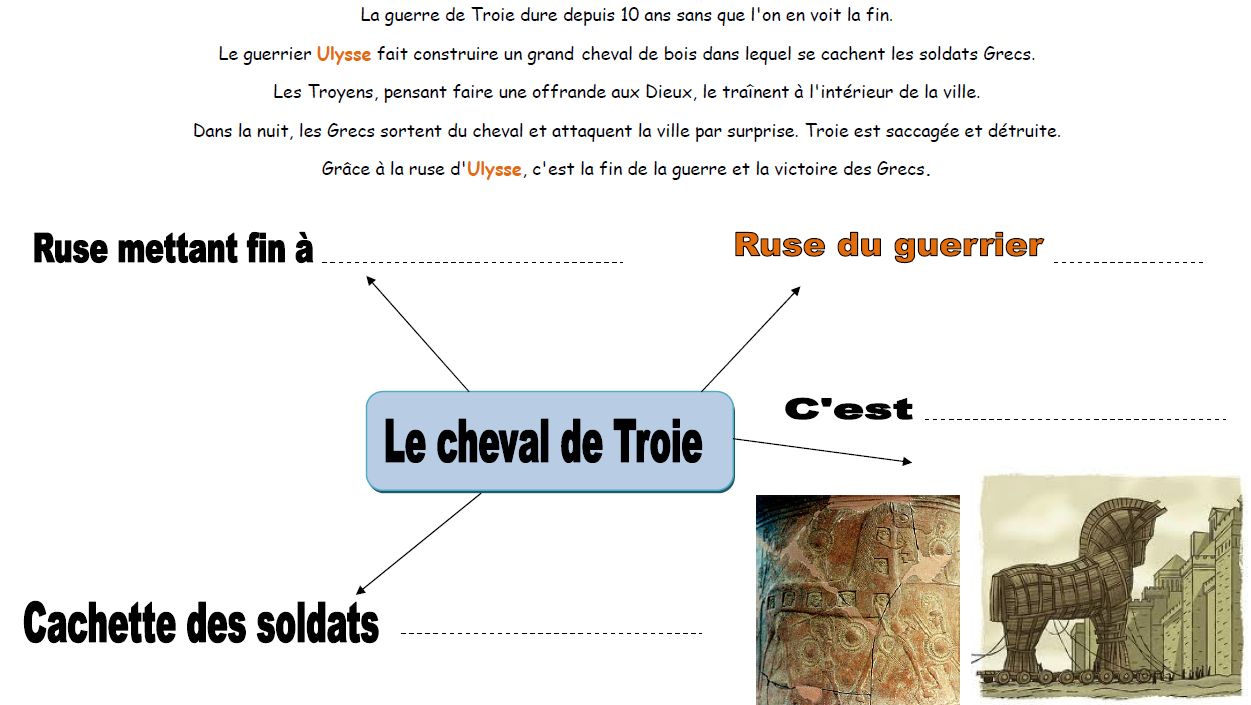 La guerre de Troie dure depuis 10 ans sans que l'on en voit la fin.
Le guerrier Ulysse fait construire un grand cheval de bois dans lequel se cachent les soldats Grecs.
Les Troyens, pensant faire une offrande aux Dieux, le traînent à l'intérieur de la ville.
Dans la nuit, les Grecs sortent du cheval et attaquent la ville par surprise. Troie est saccagée et détruite.
Grâce à la ruse d'Ulysse, c'est la fin de la guerre et la victoire des Grecs.
Ruse mettant fin à
Ruse du guerrier
C'est
Le cheval de Troie
Cachette des soldats